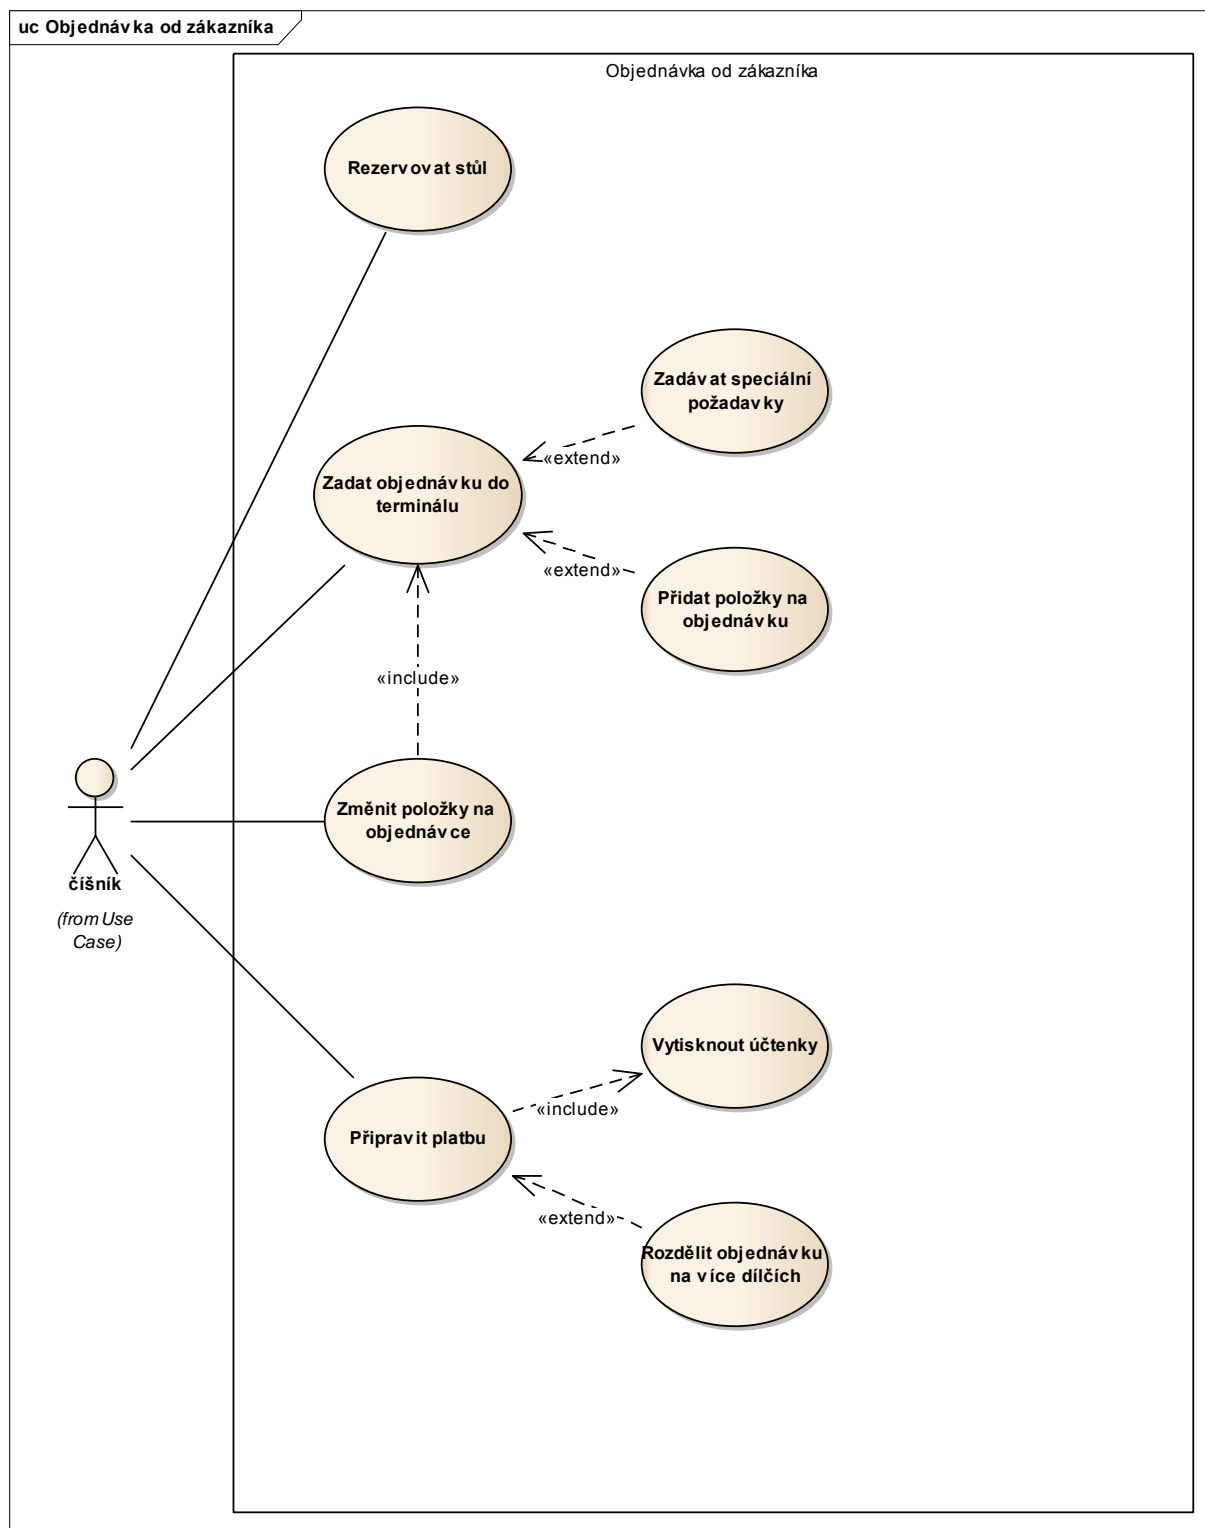 uc Objednávka od zákazníka
Objednávka od zákazníka
Rezervovat stůl
Zadávat speciální
požadavky
«extend»
Zadat objednávku do
terminálu
«extend»
Přidat položky na
objednávku
«include»
Změnit položky na
objednávce
číšník
(from Use
Case)
Vytisknout účtenky
«include»
Připravit platbu
«extend»
Rozdělit objednávku
na více dílčích